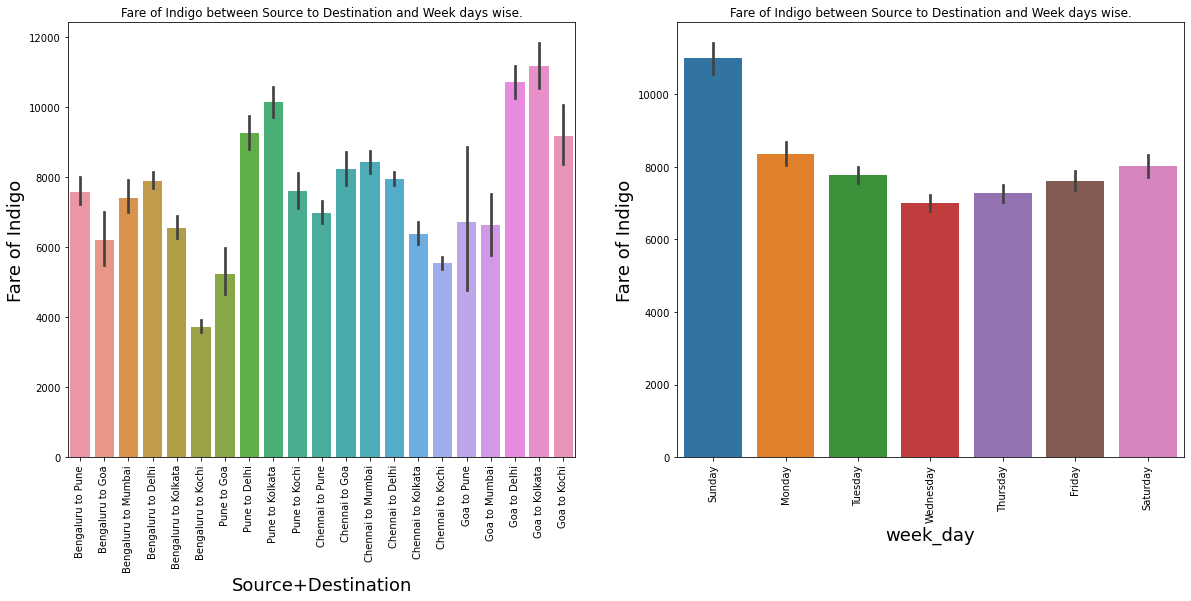 Fare of Indigo between Source to Destination and Week days wise.
Fare of Indigo
12000
10000
8000
6000
4000
2000
0
Bengaluru to Pune
Bengaluru to Goa
Bengaluru to Mumbai
Bengaluru to Delhi
Bengaluru to Kolkata
Bengaluru to Kochi
Pune to Goa
Pune to Delhi
Pune to Kolkata
Pune to Kochi
Chennai to Pune
Chennai to Goa
Chennai to Mumbai
Chennai to Delhi
Chennai to Kolkata
Chennai to Kochi
Goa to Pune
Goa to Mumbai
Goa to Delhi
Goa to Kolkata
Goa to Kochi
Source+Destination
Fare of Indigo between Source to Destination and Week days wise.
Fare of Indigo
10000
8000
6000
4000
2000
0
Sunday
Monday
Tuesday
Wednesday
Thursday
Friday
Saturday
week_day